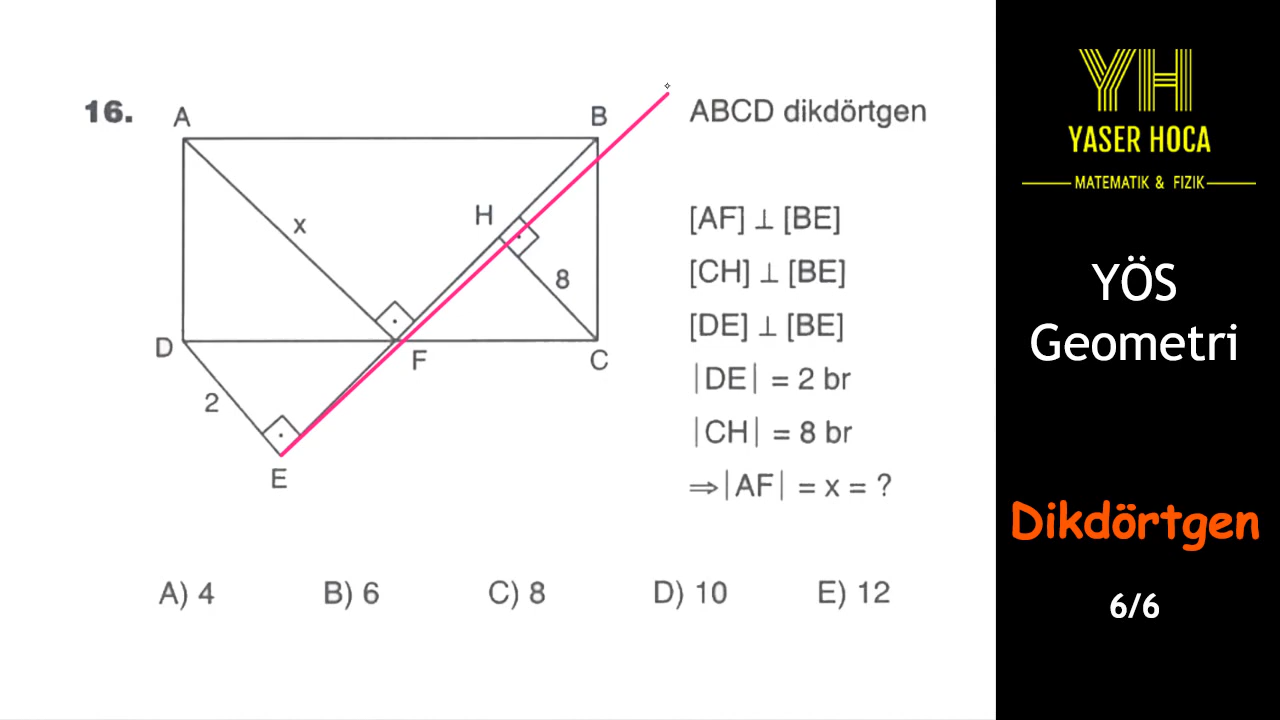 16.
A
B
ABCD dikdörtgen
x
H
[AF] ⊥ [BE]
[CH] ⊥ [BE]
8
[DE] ⊥ [BE]
D
F
C
|DE| = 2 br
2
|CH| = 8 br
E
⇒|AF| = x = ?
A) 4 B) 6 C) 8 D) 10 E) 12
YH
YASER HOCA
MATEMATIK & FIZIK
YÖS
Geometri
Dikdörtgen
6/6